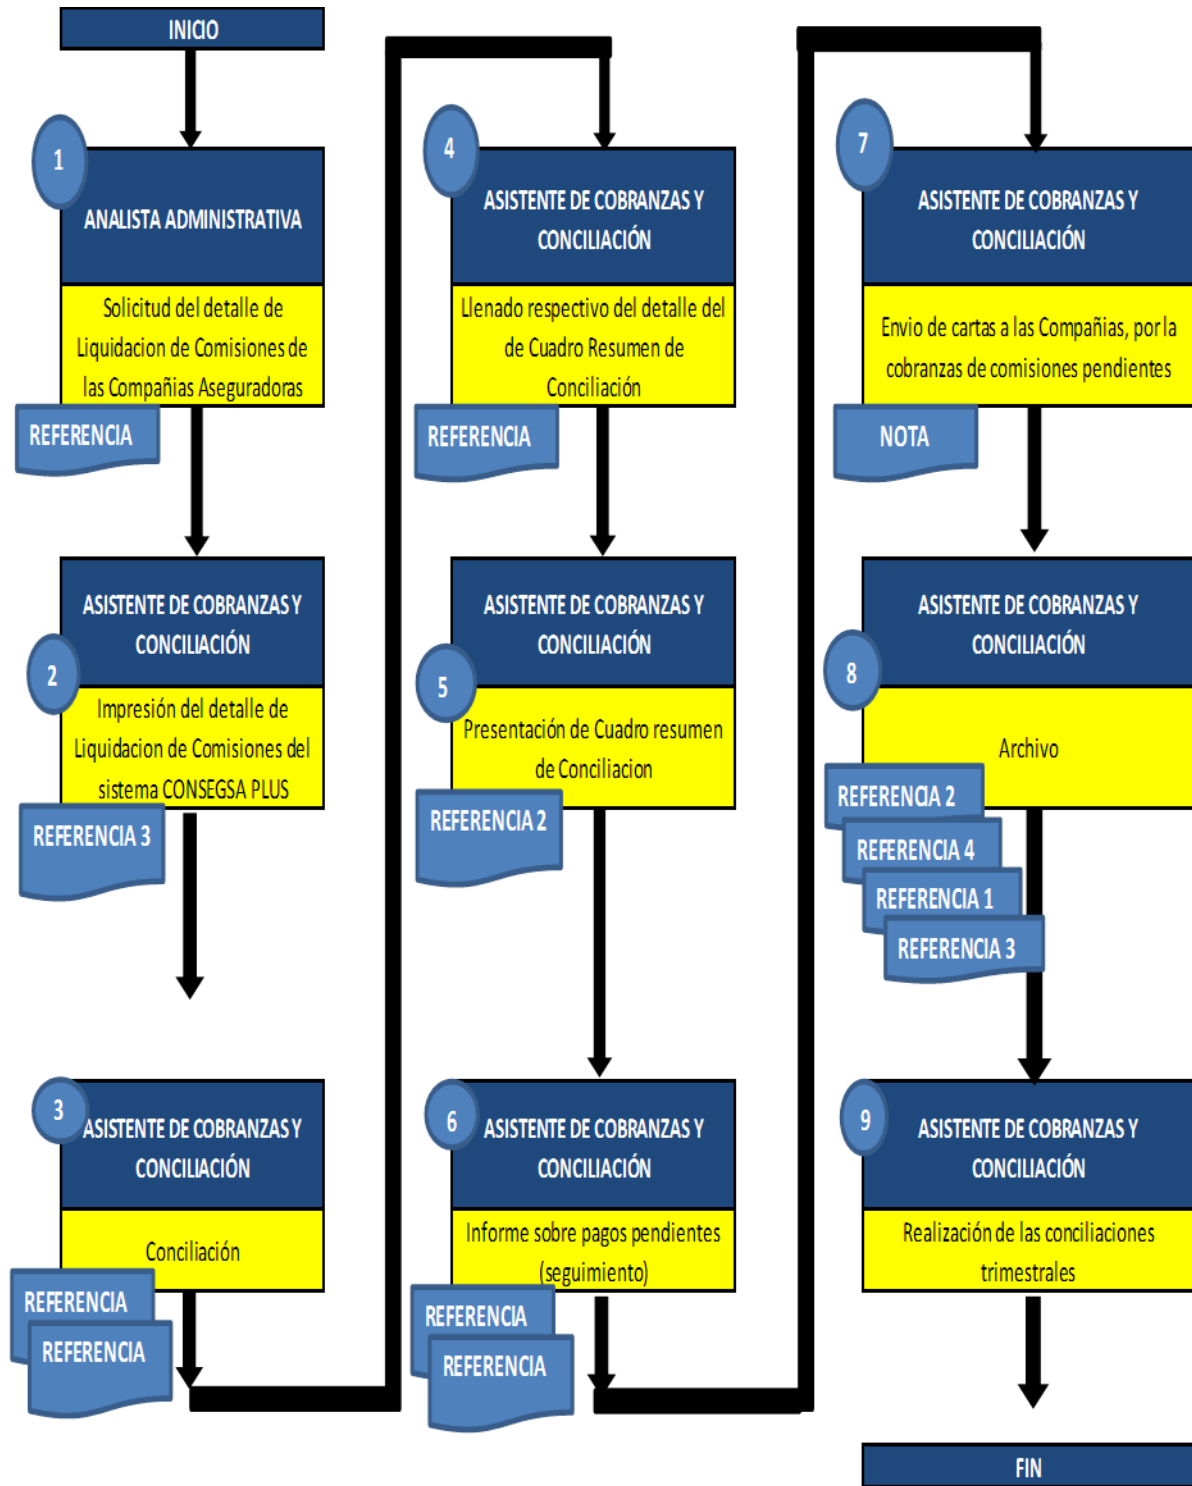 INICIO
1
ANALISTA ADMINISTRATIVA
Solicitud del detalle de
Liquidacion de Comisiones de
las Compañias Aseguradoras
REFERENCIA
ASISTENTE DE COBRANZAS Y
CONCILIACIÓN
2
Impresión del detalle de
Liquidacion de Comisiones del
sistema CONSEGSA PLUS
REFERENCIA 3
3
ASISTENTE DE COBRANZAS Y
CONCILIACIÓN
Conciliación
REFERENCIA
REFERENCIA
4
ASISTENTE DE COBRANZAS Y
CONCILIACIÓN
Llenado respectivo del detalle del
de Cuadro Resumen de
Conciliación
REFERENCIA
ASISTENTE DE COBRANZAS Y
CONCILIACIÓN
5
Presentación de Cuadro resumen
de Conciliacion
REFERENCIA 2
6
ASISTENTE DE COBRANZAS Y
CONCILIACIÓN
Informe sobre pagos pendientes
(seguimiento)
REFERENCIA
REFERENCIA
7
ASISTENTE DE COBRANZAS Y
CONCILIACIÓN
Envio de cartas a las Compañias, por la
cobranzas de comisiones pendientes
NOTA
ASISTENTE DE COBRANZAS Y
CONCILIACIÓN
8
Archivo
REFERENCIA 2
REFERENCIA 4
REFERENCIA 1
REFERENCIA 3
9
ASISTENTE DE COBRANZAS Y
CONCILIACIÓN
Realización de las conciliaciones
trimestrales
FIN